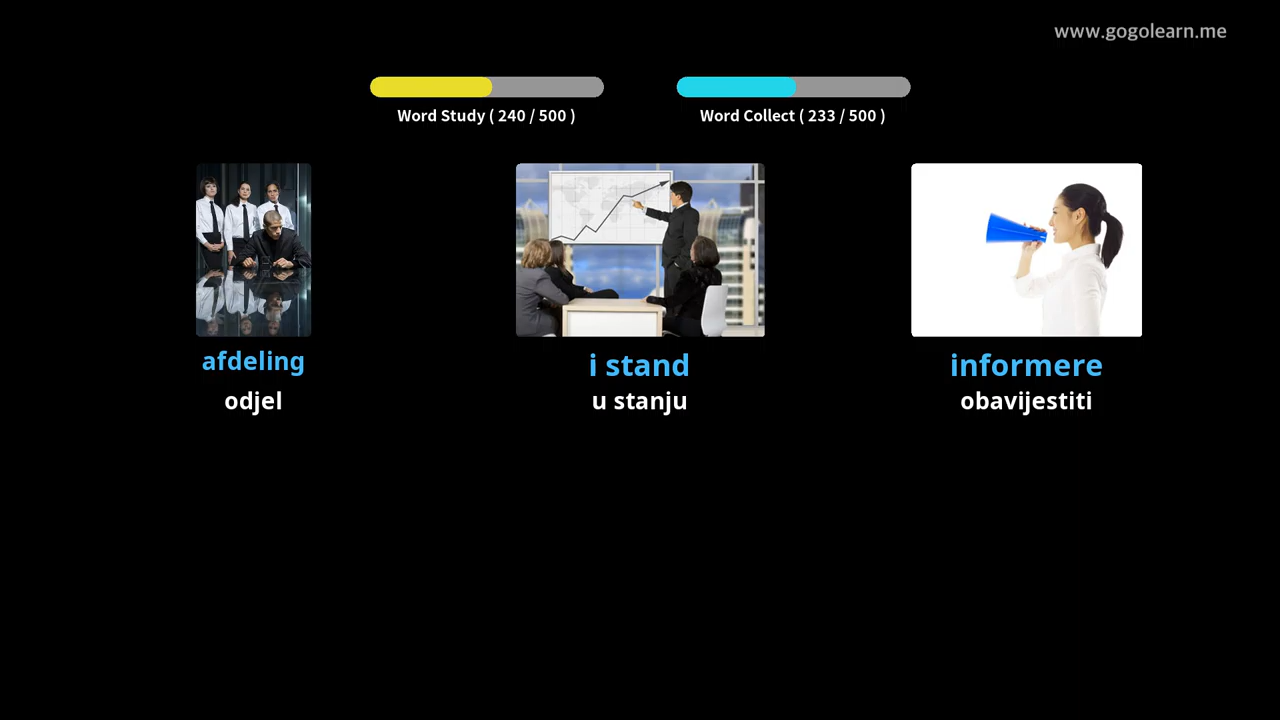 www.gogolearn.me
Word Study ( 240 / 500 )
Word Collect ( 233 / 500 )
afdeling
odjel
i stand
u stanju
informere
obavijestiti